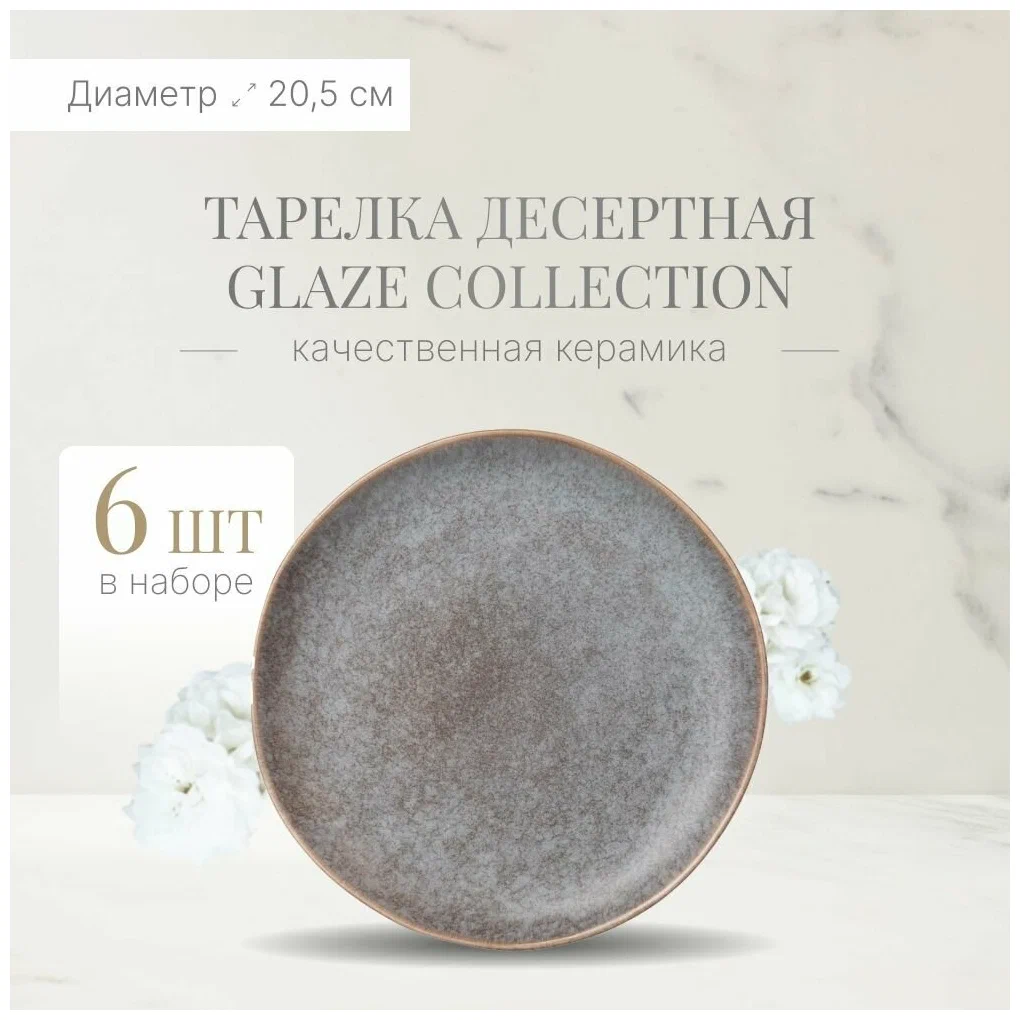 Диаметр 20,5 см
ТАРЕЛКА ДЕСЕРТНАЯ
GLAZE COLLECTION
качественная керамика
6 шт
в наборе